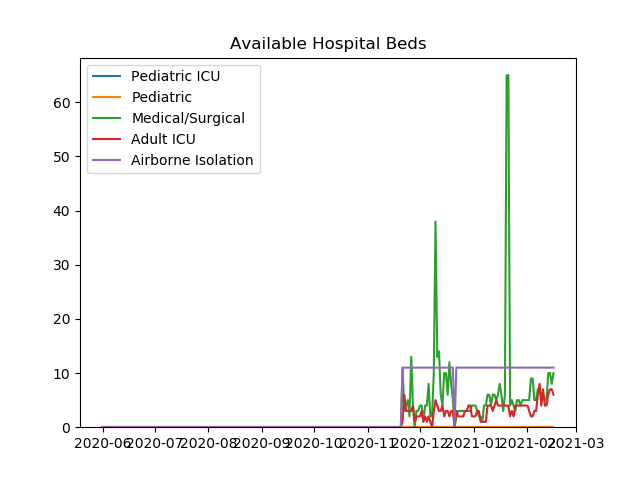 Available Hospital Beds
Pediatric ICU
Pediatric
Medical/Surgical
Adult ICU
Airborne Isolation
60
50
40
30
20
10
0
2020-06 2020-07 2020-08 2020-09 2020-10 2020-11 2020-12 2021-01 2021-02 2021-03